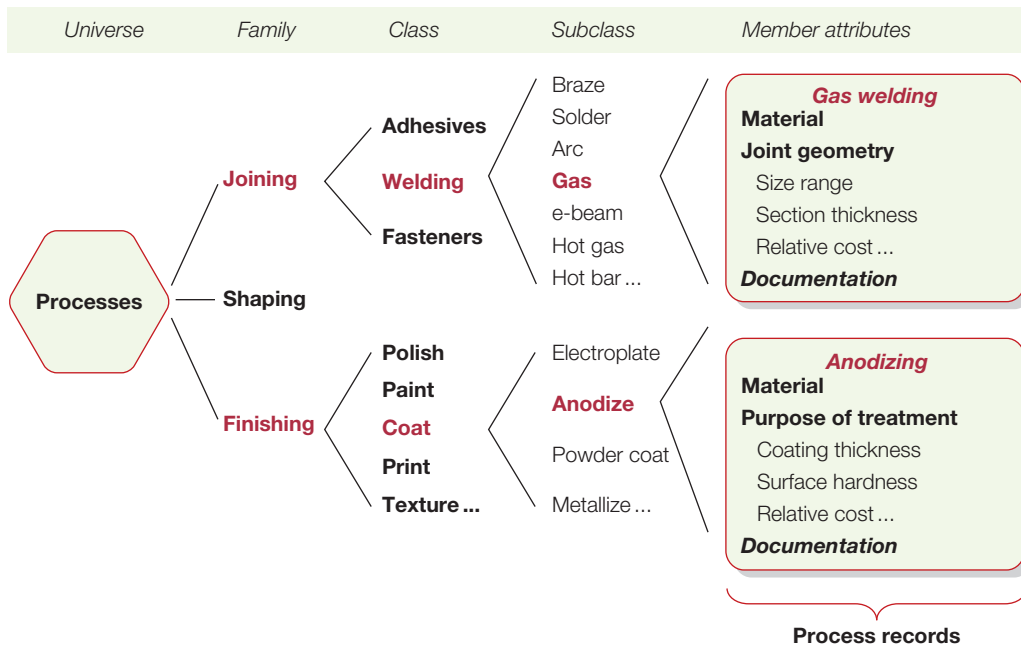 Universe Family Class Subclass Member attributes
Processes
Joining
Shaping
Finishing
Adhesives
Welding
Fasteners
Polish
Paint
Coat
Print
Texture ...
Braze
Solder
Arc
Gas
e-beam
Hot gas
Hot bar ...
Electroplate
Anodize
Powder coat
Metallize ...
Gas welding
Material
Joint geometry
Size range
Section thickness
Relative cost ...
Documentation
Anodizing
Material
Purpose of treatment
Coating thickness
Surface hardness
Relative cost ...
Documentation
Process records